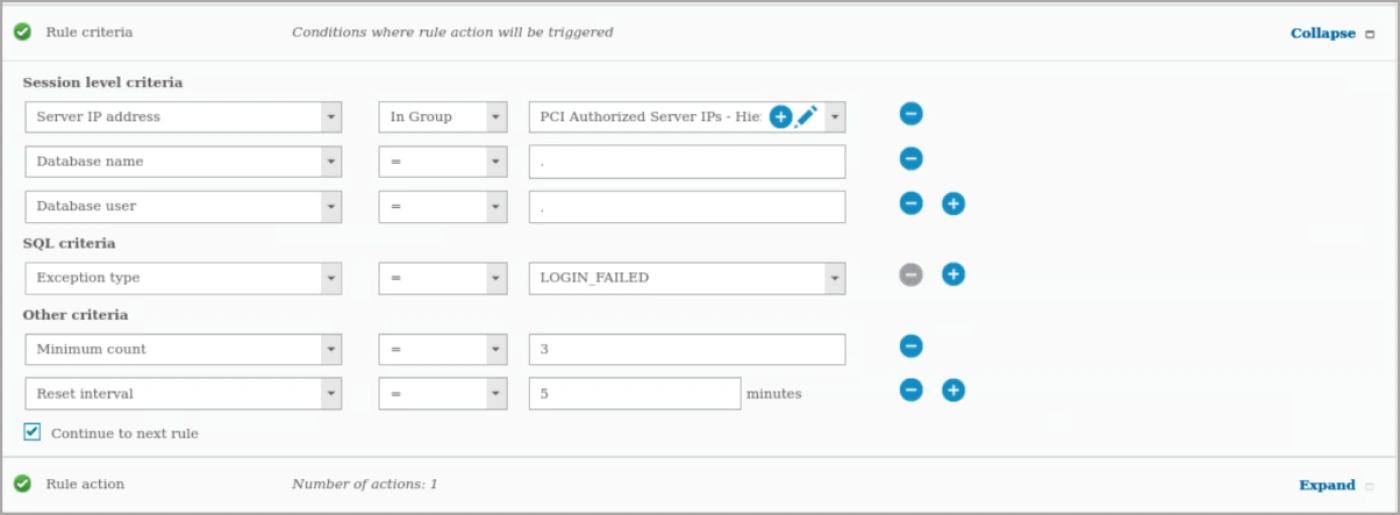 Rule criteria Conditions where rule action will be triggered Collapse
Session level criteria
Server IP address In Group PCI Authorized Server IPs - Hie
Database name = .
Database user = .
SQL criteria
Exception type = LOGIN_FAILED
Other criteria
Minimum count = 3
Reset interval = 5 minutes
Continue to next rule
Rule action Number of actions: 1 Expand